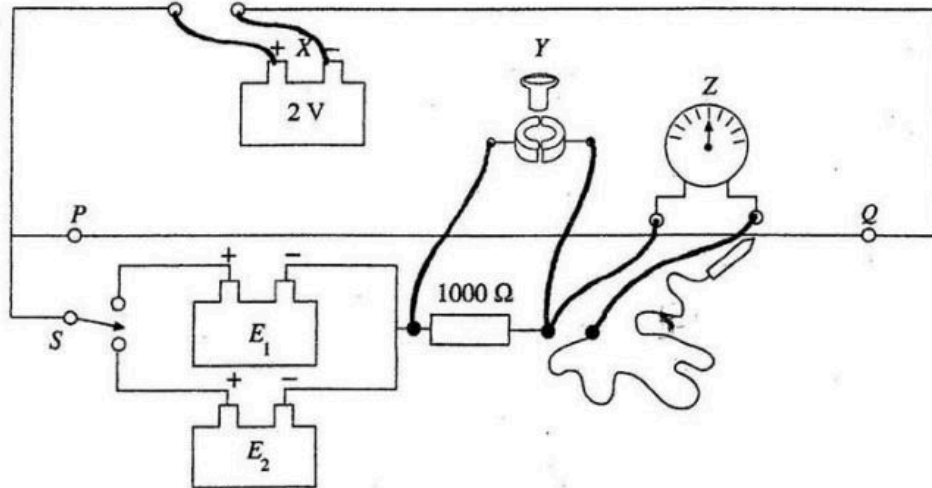 + X −
2 V
Y
Z
P
Q
+ −
1000 Ω
S
E1
+ −
E2